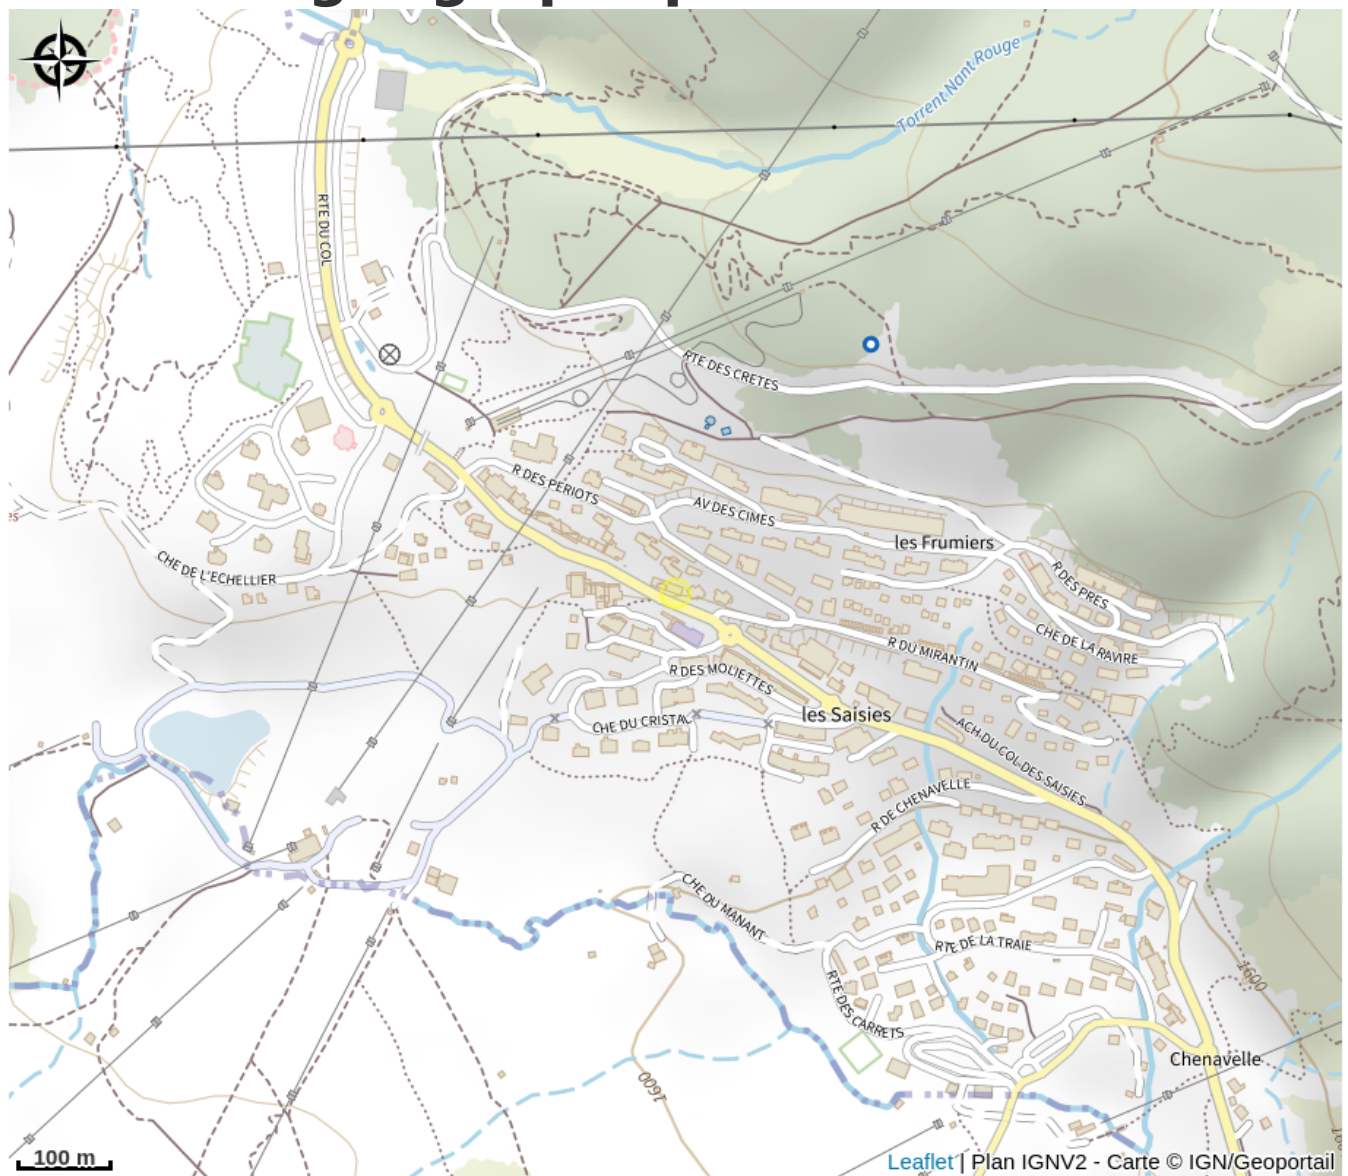 Torrent Nant Rouge
RTE DU COL
RTE DES CRETES
R DES PERIOTS
AV DES CIMES
les Frumiers
R DES PRES
CHE DE L'ECHELLIER
CHE DE LA RAVIRE
R DU MIRANTIN
R DES MOLIETTES
les Saisies
CHE DU CRISTAL
ACH DU COL DES SAISIES
R DE CHENAVELLE
CHE DU MANANT
RTE DE LA TRAIE
1600
RTE DES CARRETS
Chenavelle
1600
100 m
Leaflet | Plan IGNV2 - Carte © IGN/Geoportail